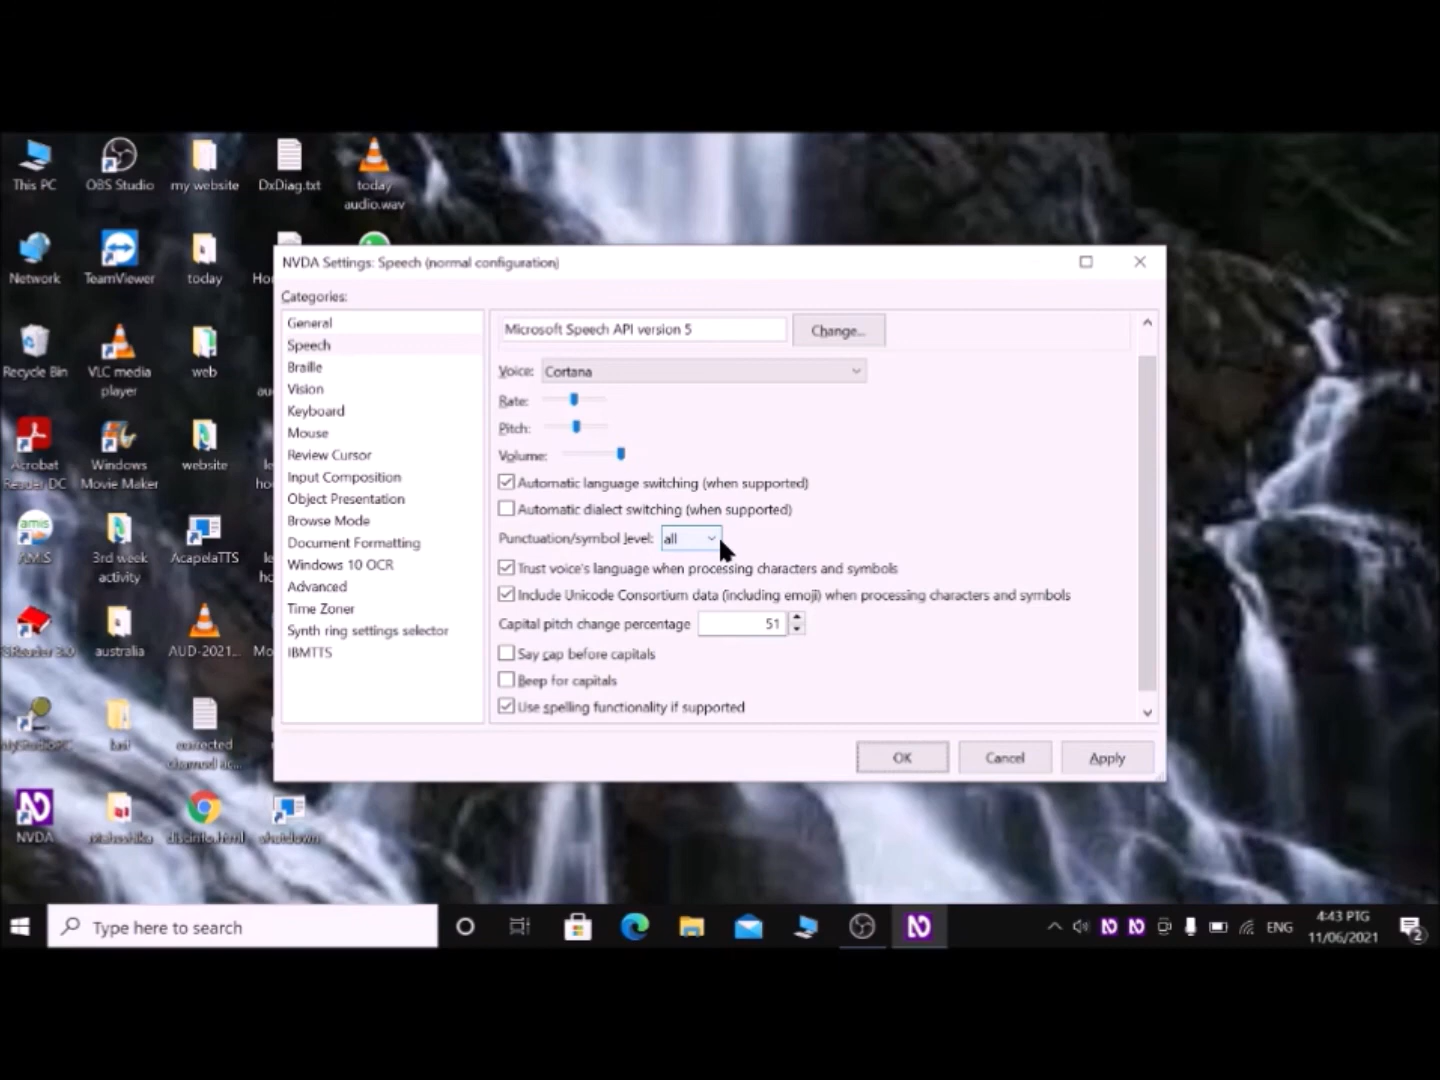 This PC
OBS Studio
my website
DxDiag.txt
today
audio.wav
Network
TeamViewer
today
Recycle Bin
VLC media
player
web
Acrobat
Reader DC
Windows
Movie Maker
website
AMIS
3rd week
activity
AcapelaTTS
australia
AUD-2021...
corrected
NVDA
shutdown
NVDA Settings: Speech (normal configuration)
Categories:
General
Speech
Braille
Vision
Keyboard
Mouse
Review Cursor
Input Composition
Object Presentation
Browse Mode
Document Formatting
Windows 10 OCR
Advanced
Time Zoner
Synth ring settings selector
IBMTTS
Microsoft Speech API version 5
Change...
Voice: Cortana
Rate:
Pitch:
Volume:
Automatic language switching (when supported)
Automatic dialect switching (when supported)
Punctuation/symbol level: all
Trust voice's language when processing characters and symbols
Include Unicode Consortium data (including emoji) when processing characters and symbols
Capital pitch change percentage 51
Say cap before capitals
Beep for capitals
Use spelling functionality if supported
OK
Cancel
Apply
Type here to search
ENG
4:43 PTG
11/06/2021
2